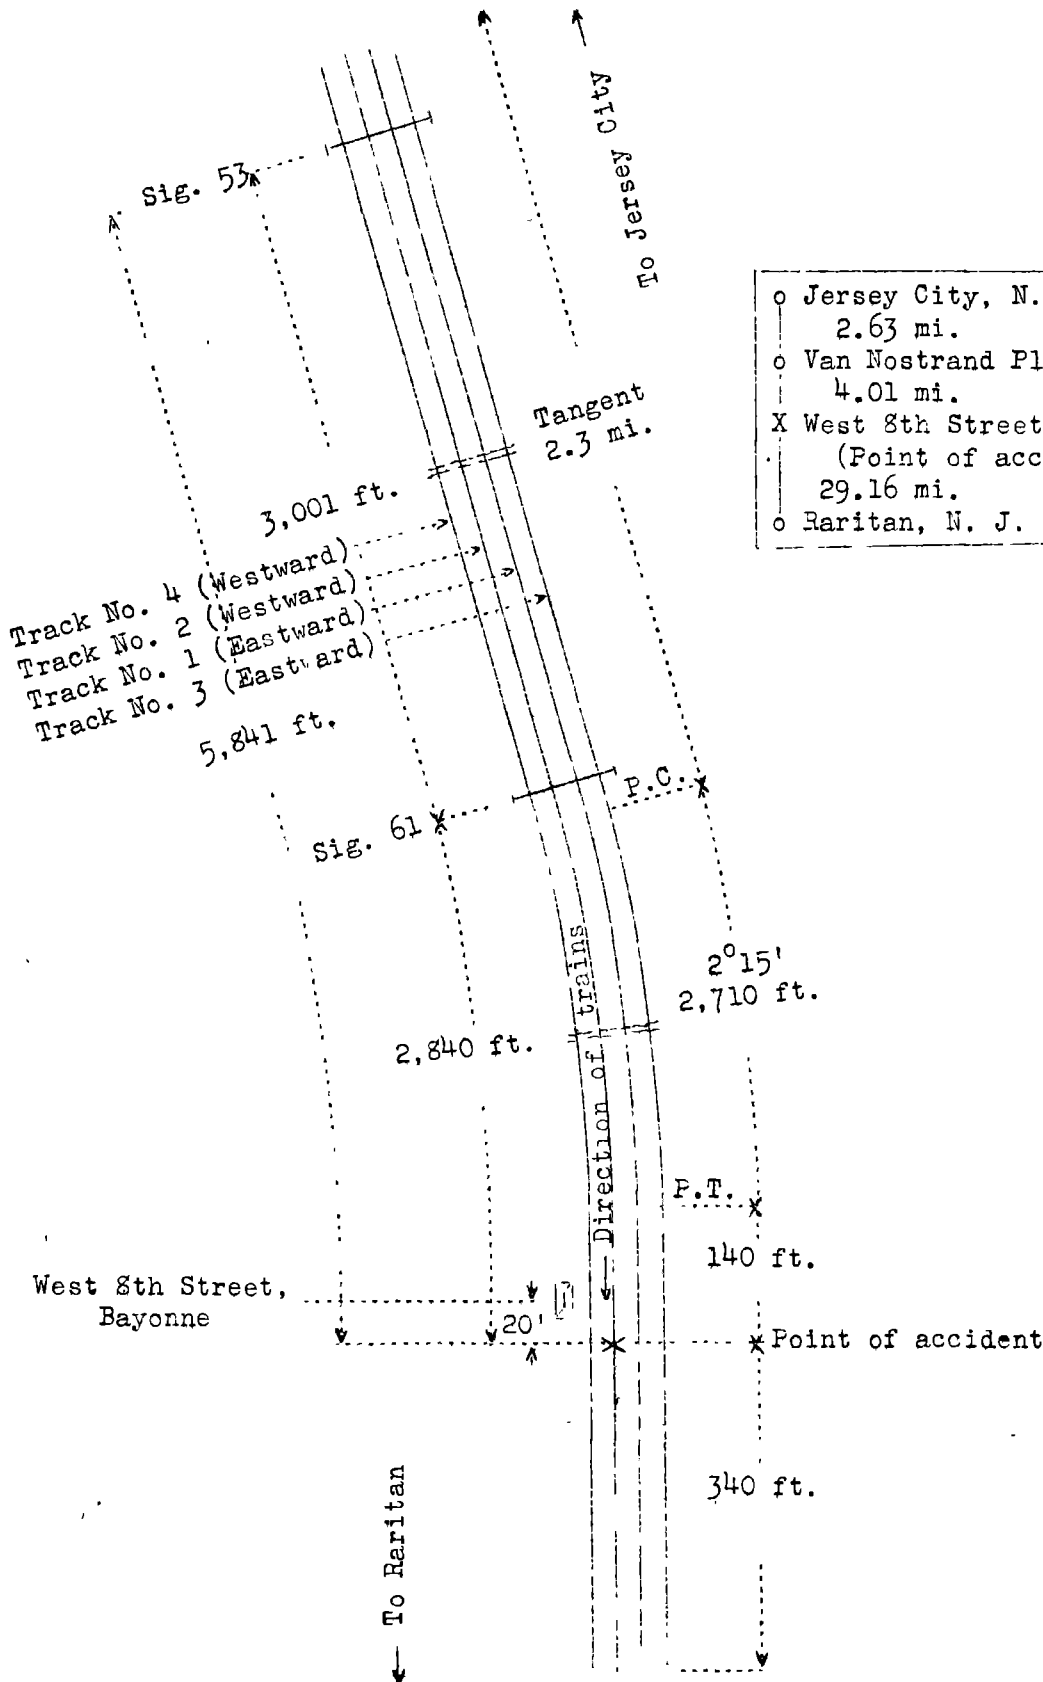 To Jersey City
Sig. 53
Jersey City, N.
2.63 mi.
Van Nostrand Pl
4.01 mi.
X West 8th Street
(Point of acc
29.16 mi.
Raritan, N. J.
Tangent
2.3 mi.
3,001 ft.
Track No. 4 (Westward)
Track No. 2 (Westward)
Track No. 1 (Eastward)
Track No. 3 (Eastward)
5,841 ft.
P.C.
Sig. 61
Direction of trains
2°15'
2,710 ft.
2,840 ft.
P.T.
140 ft.
West 8th Street,
Bayonne
20'
Point of accident
340 ft.
To Raritan